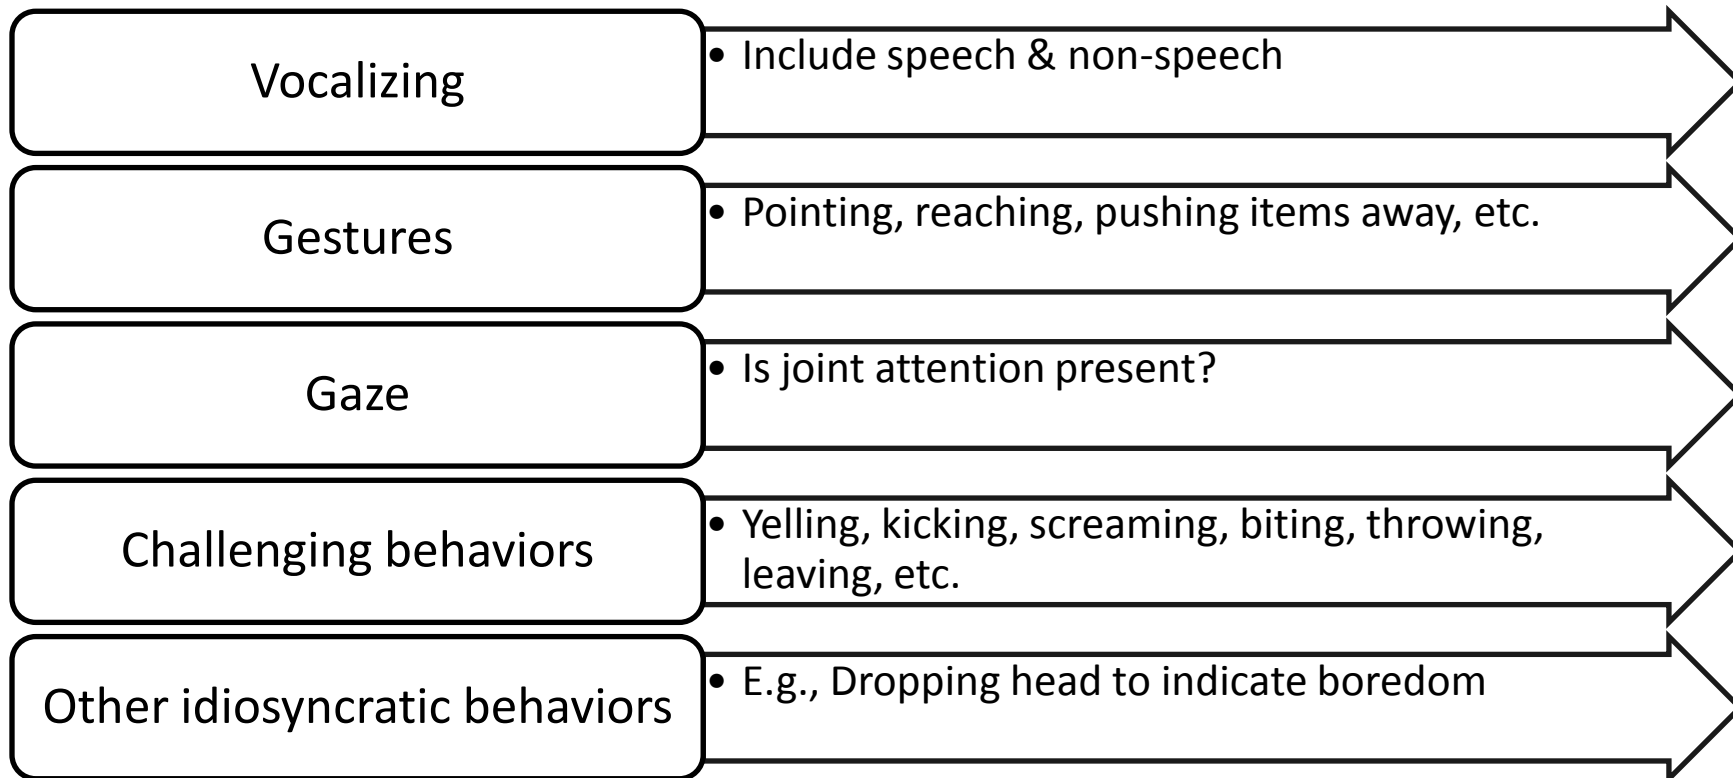 Vocalizing
• Include speech & non-speech
Gestures
• Pointing, reaching, pushing items away, etc.
Gaze
• Is joint attention present?
Challenging behaviors
• Yelling, kicking, screaming, biting, throwing,
leaving, etc.
Other idiosyncratic behaviors
• E.g., Dropping head to indicate boredom